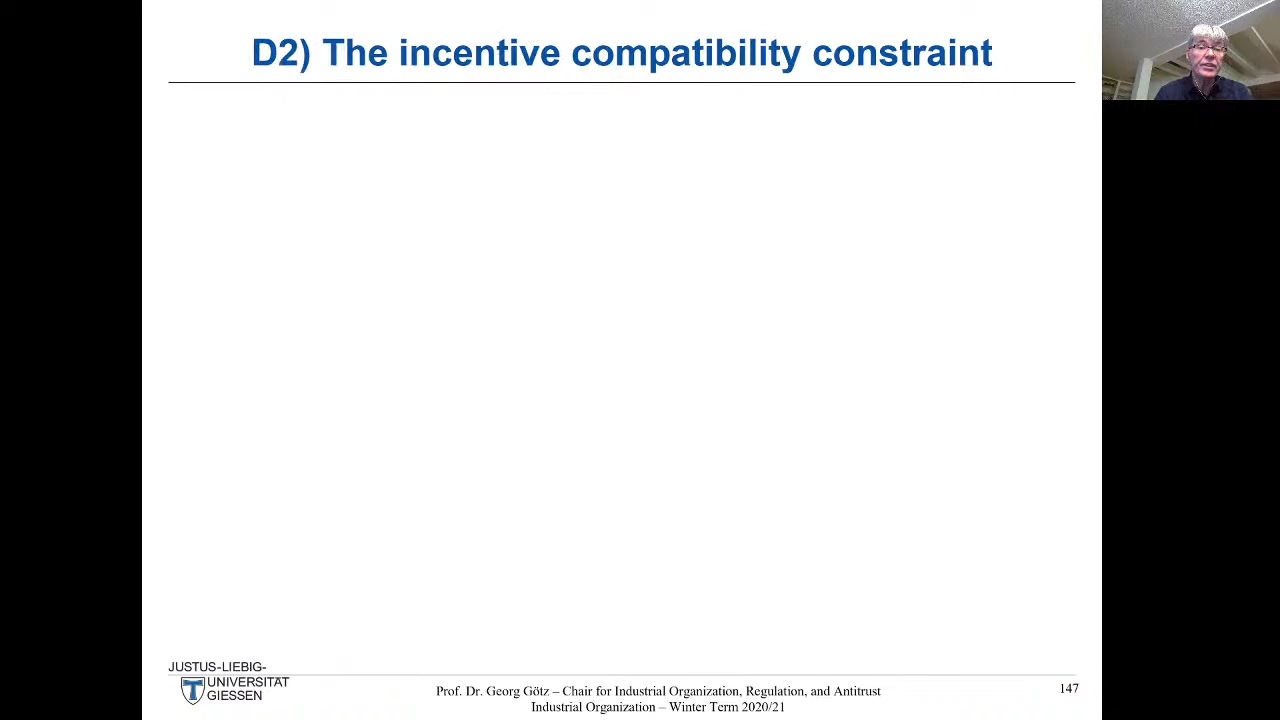 D2) The incentive compatibility constraint
JUSTUS-LIEBIG-
UNIVERSITÄT
GIESSEN
Prof. Dr. Georg Götz – Chair for Industrial Organization, Regulation, and Antitrust
Industrial Organization – Winter Term 2020/21
147